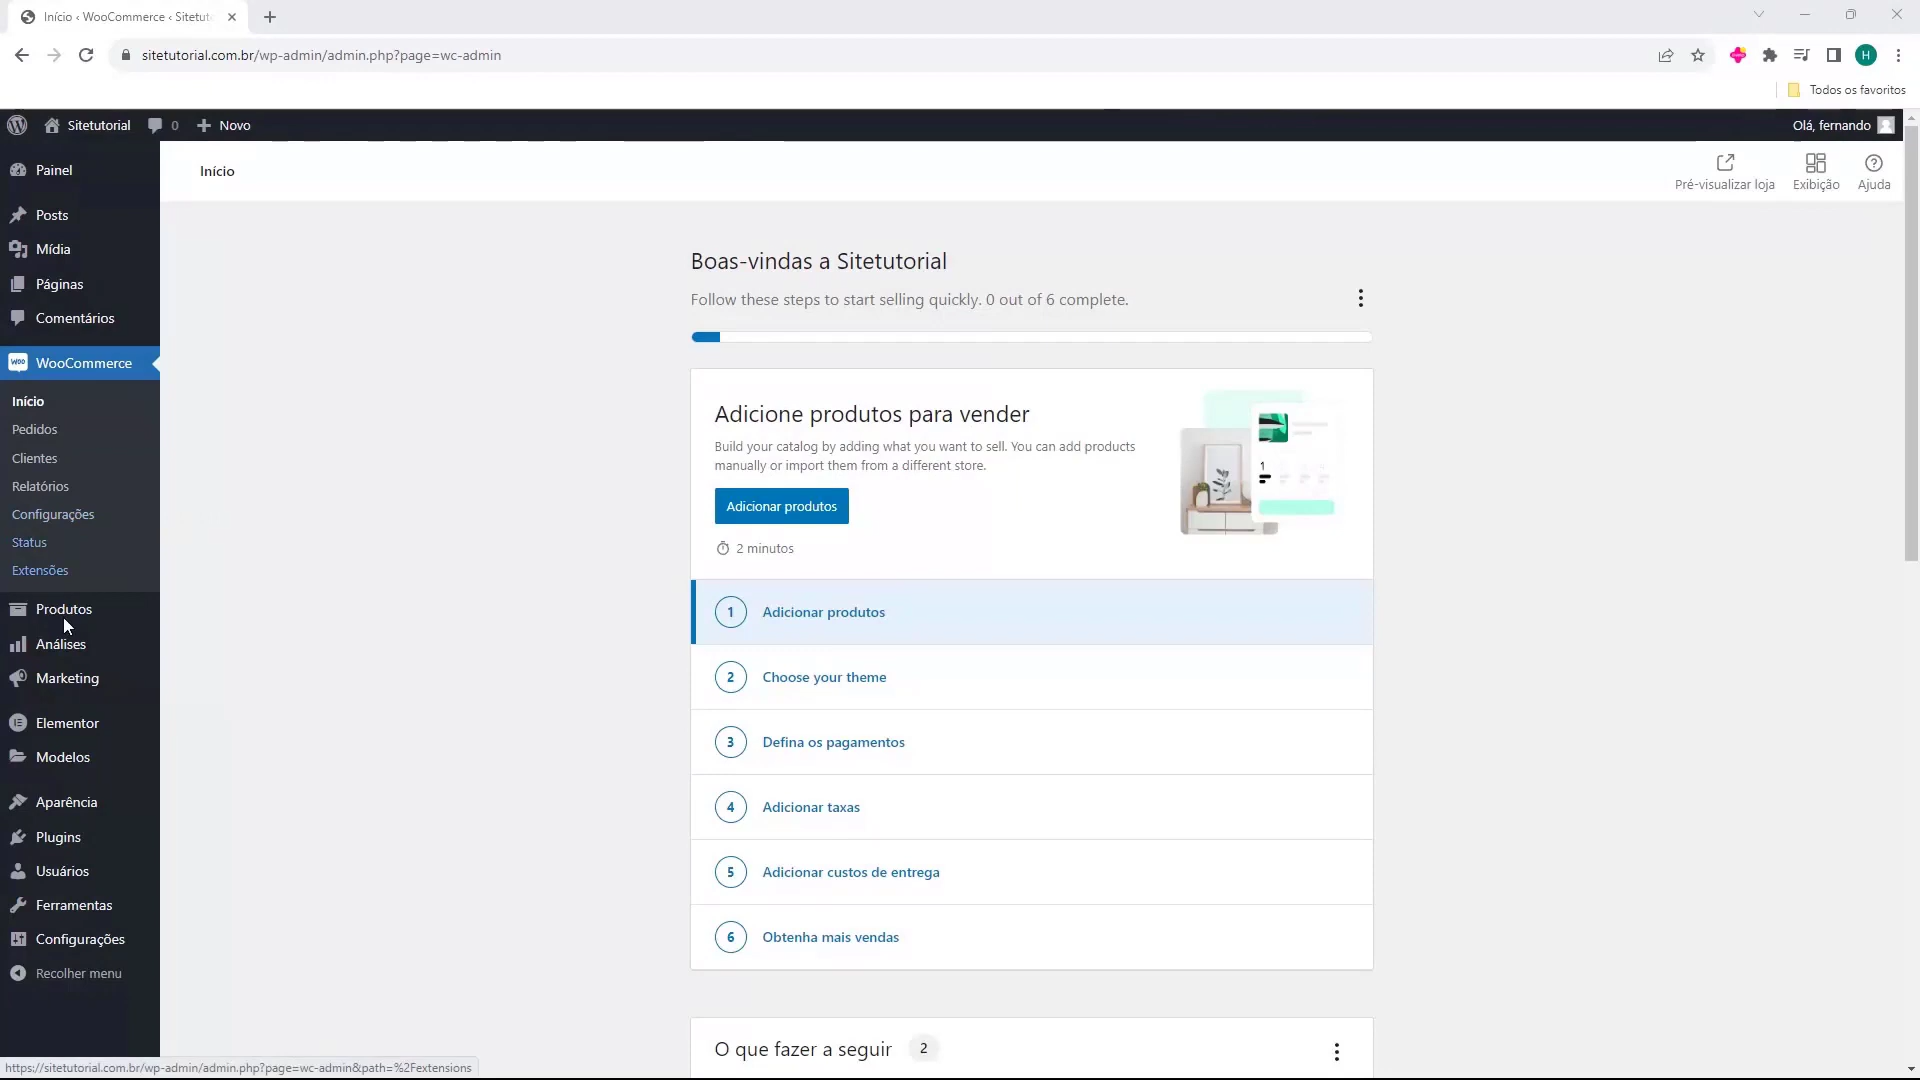 Início ‹ WooCommerce ‹ Sitetut
sitetutorial.com.br/wp-admin/admin.php?page=wc-admin
H
Todos os favoritos
Sitetutorial
0
Novo
Olá, fernando
Painel
Posts
Mídia
Páginas
Comentários
WooCommerce
Início
Pedidos
Clientes
Relatórios
Configurações
Status
Extensões
Produtos
Análises
Marketing
Elementor
Modelos
Aparência
Plugins
Usuários
Ferramentas
Configurações
Recolher menu
Início
Pré-visualizar loja
Exibição
Ajuda
Boas-vindas a Sitetutorial
Follow these steps to start selling quickly. 0 out of 6 complete.
Adicione produtos para vender
Build your catalog by adding what you want to sell. You can add products
manually or import them from a different store.
Adicionar produtos
2 minutos
1
1 Adicionar produtos
2 Choose your theme
3 Defina os pagamentos
4 Adicionar taxas
5 Adicionar custos de entrega
6 Obtenha mais vendas
O que fazer a seguir 2
https://sitetutorial.com.br/wp-admin/admin.php?page=wc-admin&path=%2Fextensions